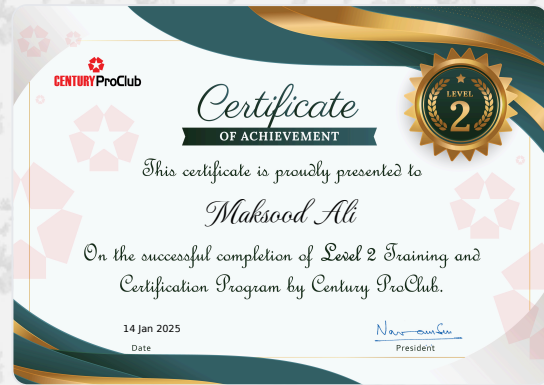 CENTURY ProClub
LEVEL
2
Certificate
OF ACHIEVEMENT
This certificate is proudly presented to
Maksood Ali
On the successful completion of Level 2 Training and
Certification Program by Century ProClub.
14 Jan 2025
Date
President